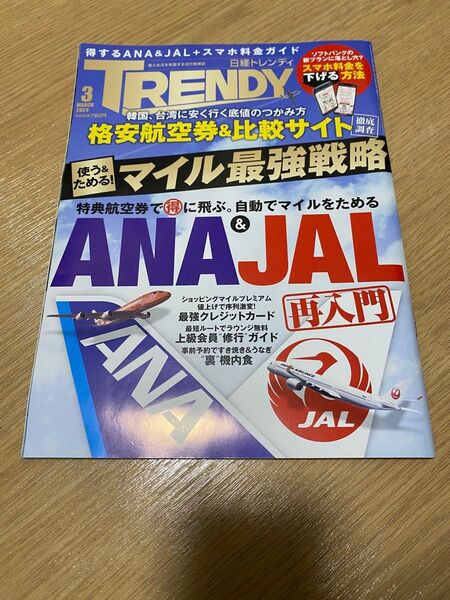 得するANA&JAL+スマホ料金ガイド
日経トレンディ
TRENDY
3
MARCH
2024
ソフトバンクの
新プランに落とし穴?
スマホ料金を
下げる方法
韓国、台湾に安く行く底値のつかみ方
格安航空券&比較サイト
徹底
調査
使う&
ためる!
マイル最強戦略
特典航空券で得に飛ぶ。自動でマイルをためる
ANA&JAL
再入門
ショッピングマイルプレミアム
値上げで序列激変!
最強クレジットカード
最短ルートでラウンジ無料
上級会員“修行”ガイド
事前予約ですき焼き&うなぎ
“裏”機内食
ANA
JAL